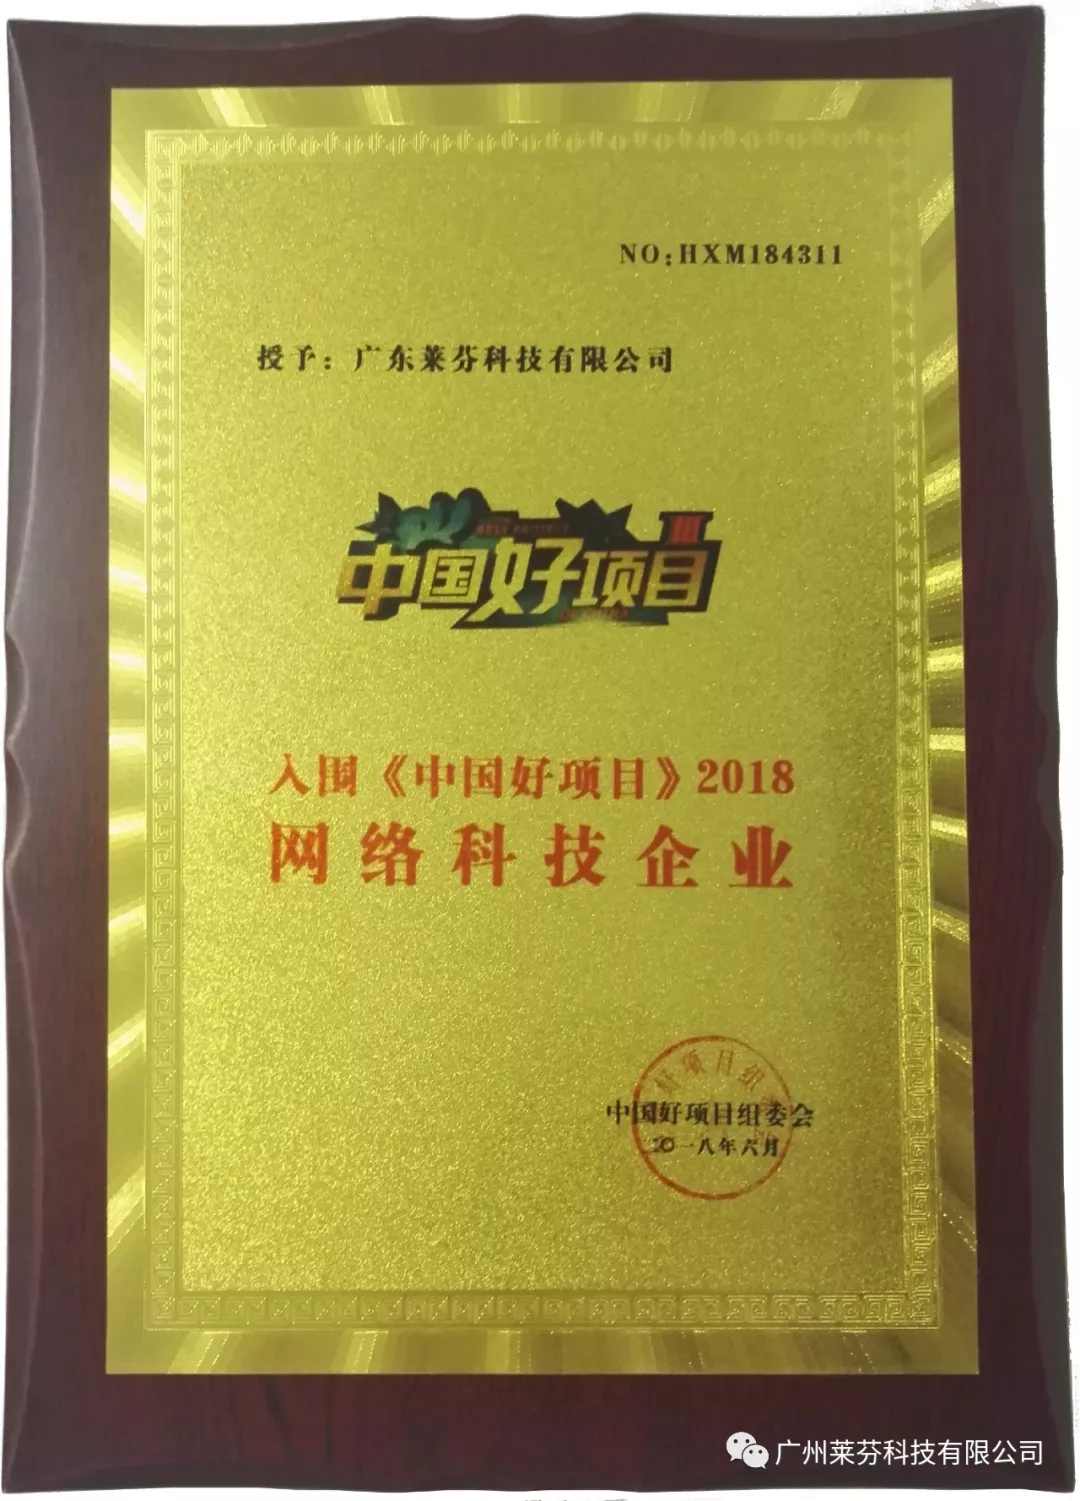 NO:HXM184311
授予：广东莱芬科技有限公司
中国好项目
III
入围《中国好项目》2018
网络科技企业
好项目组
中国好项目组委会
二〇一八年六月
广州莱芬科技有限公司